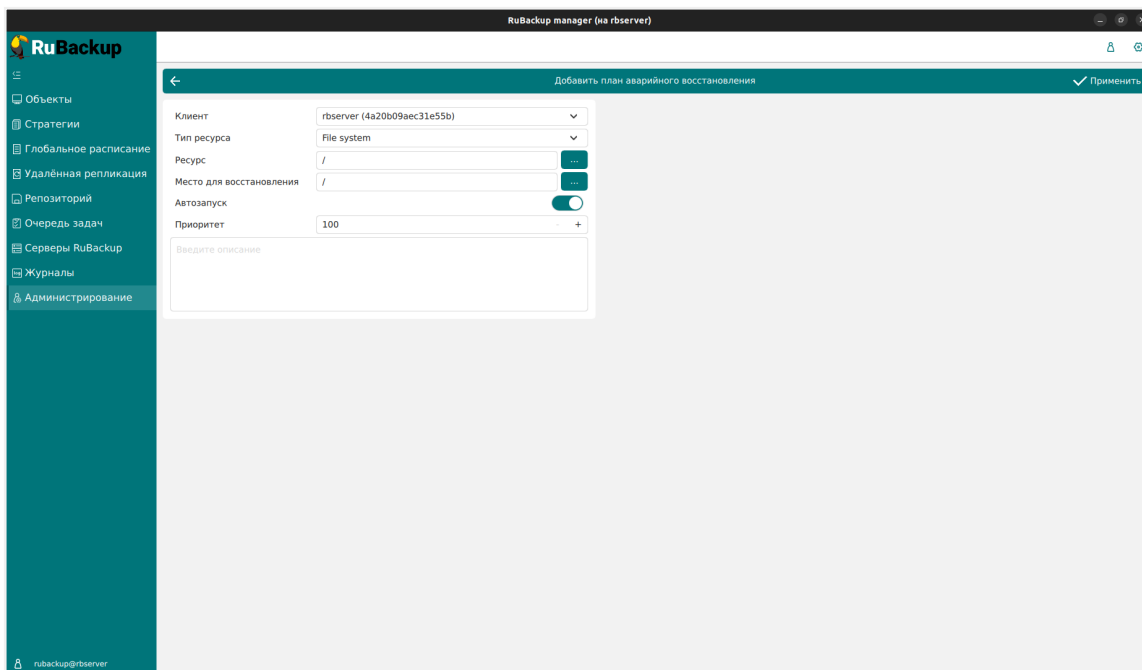 RuBackup manager (на rbserver)
RuBackup
Добавить план аварийного восстановления
Применить
Объекты
Стратегии
Глобальное расписание
Удалённая репликация
Репозиторий
Очередь задач
Серверы RuBackup
Журналы
Администрирование
Клиент
rbserver (4a20b09aec31e55b)
Тип ресурса
File system
Ресурс
/
...
Место для восстановления
/
...
Автозапуск
Приоритет
100
- +
Введите описание
rubackup@rbserver